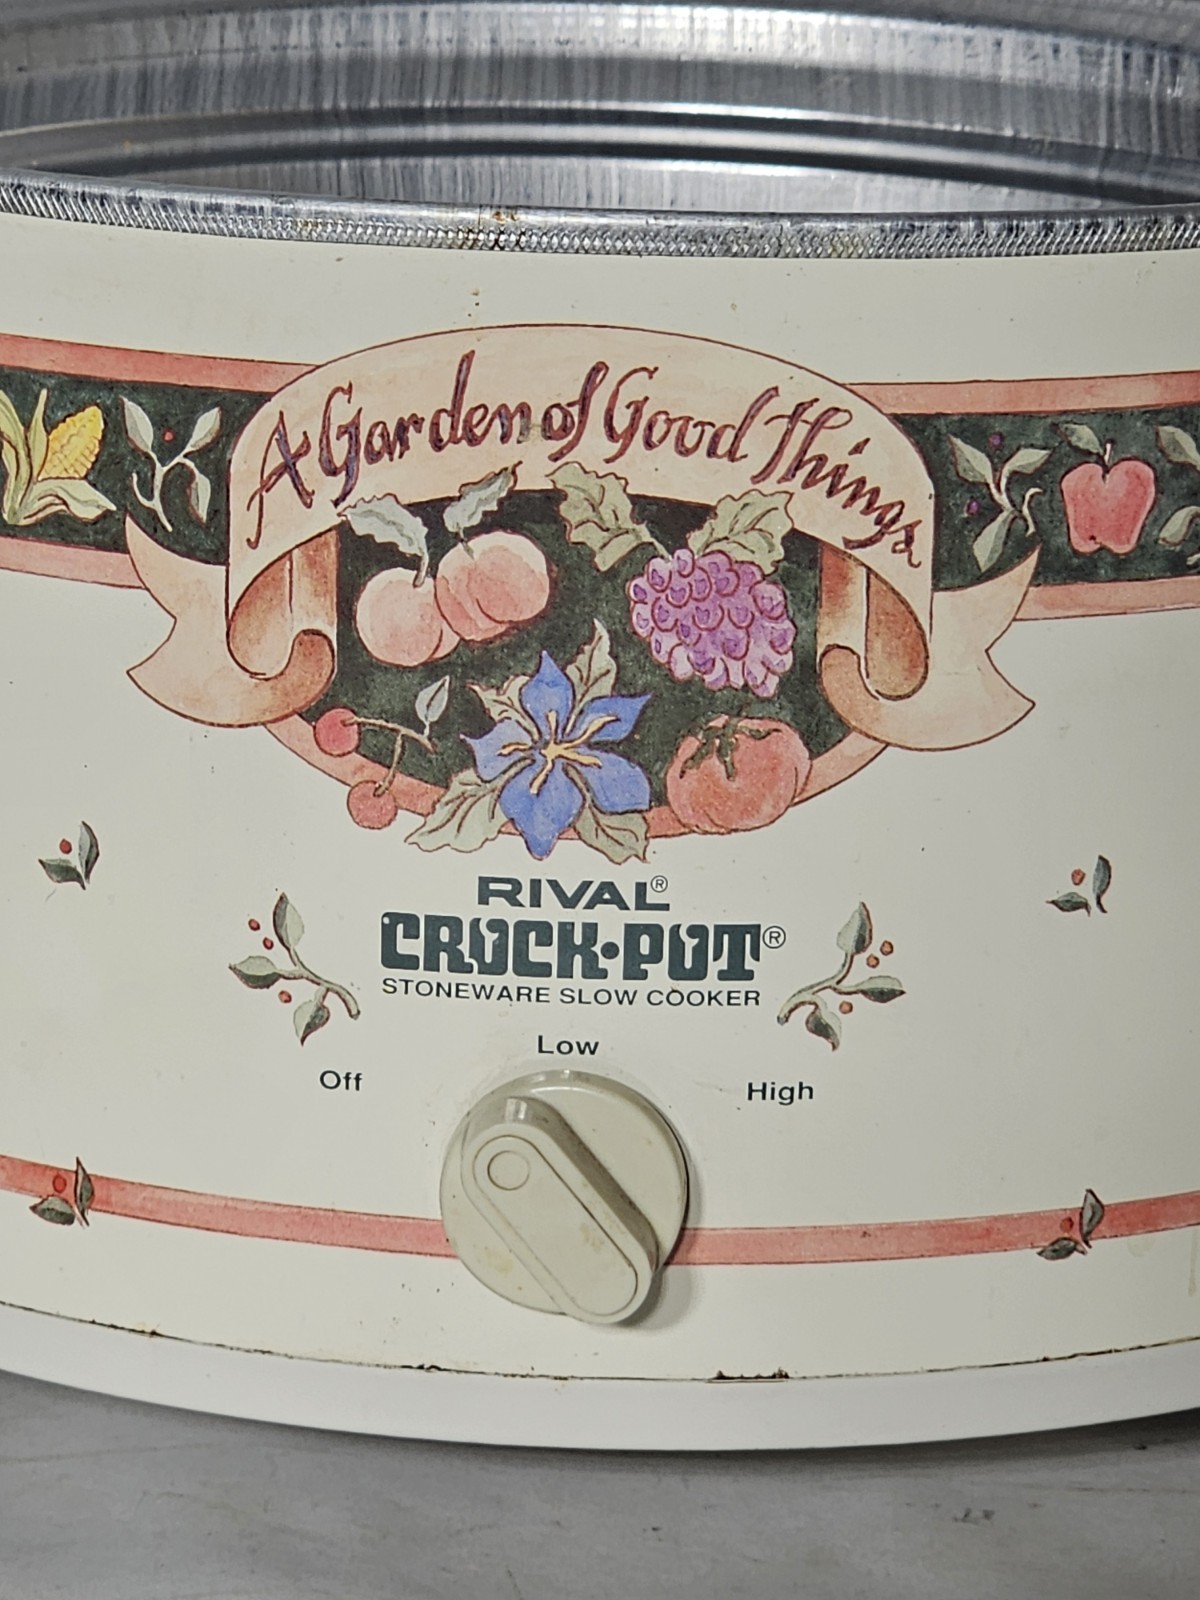 A Garden of Good Things
RIVAL®
CROCK•POT®
STONEWARE SLOW COOKER
Low
Off
High